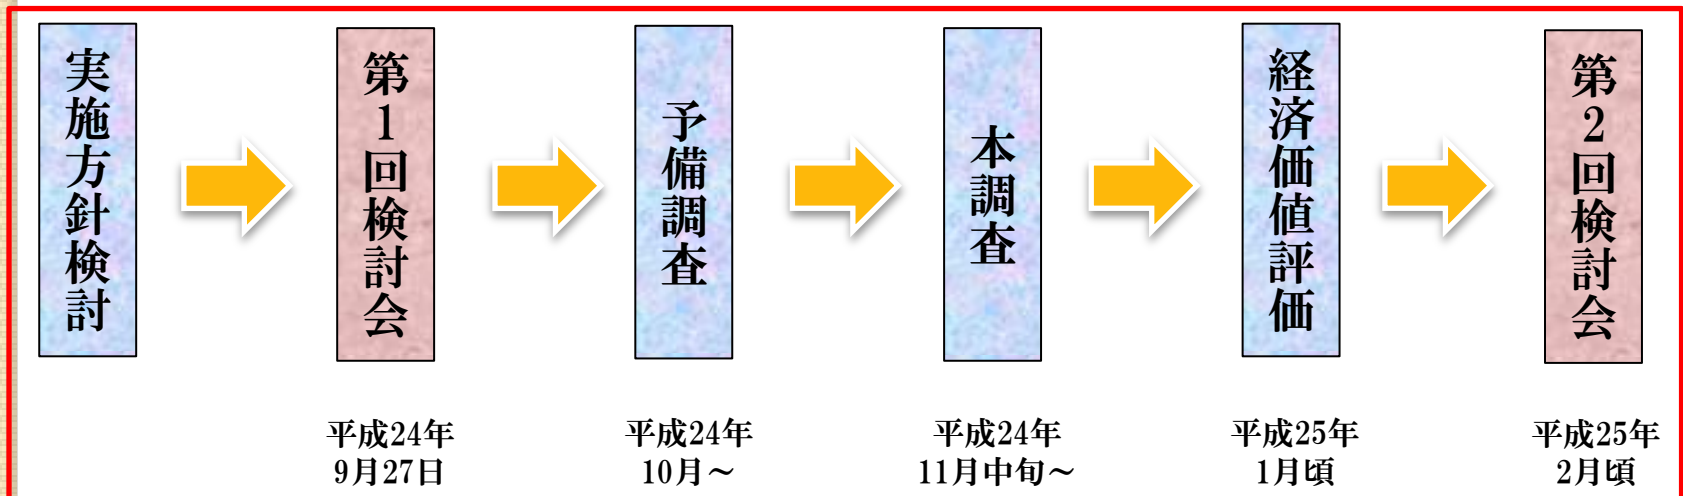 実施方針検討
第1回検討会
予備調査
本調査
経済価値評価
第2回検討会
平成24年
9月27日
平成24年
10月～
平成24年
11月中旬～
平成25年
1月頃
平成25年
2月頃